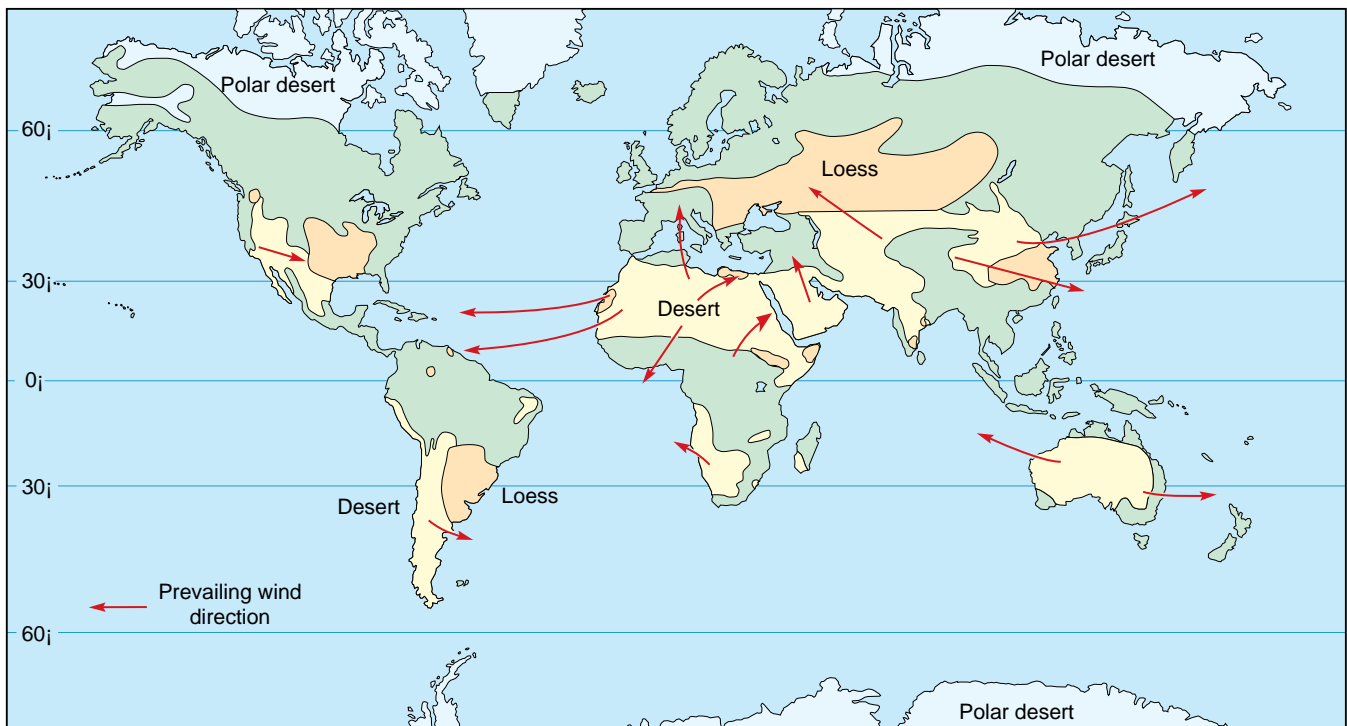 Polar desert
Polar desert
60¡
Loess
30¡
Desert
0¡
30¡
Desert
Loess
Prevailing wind
direction
60¡
Polar desert